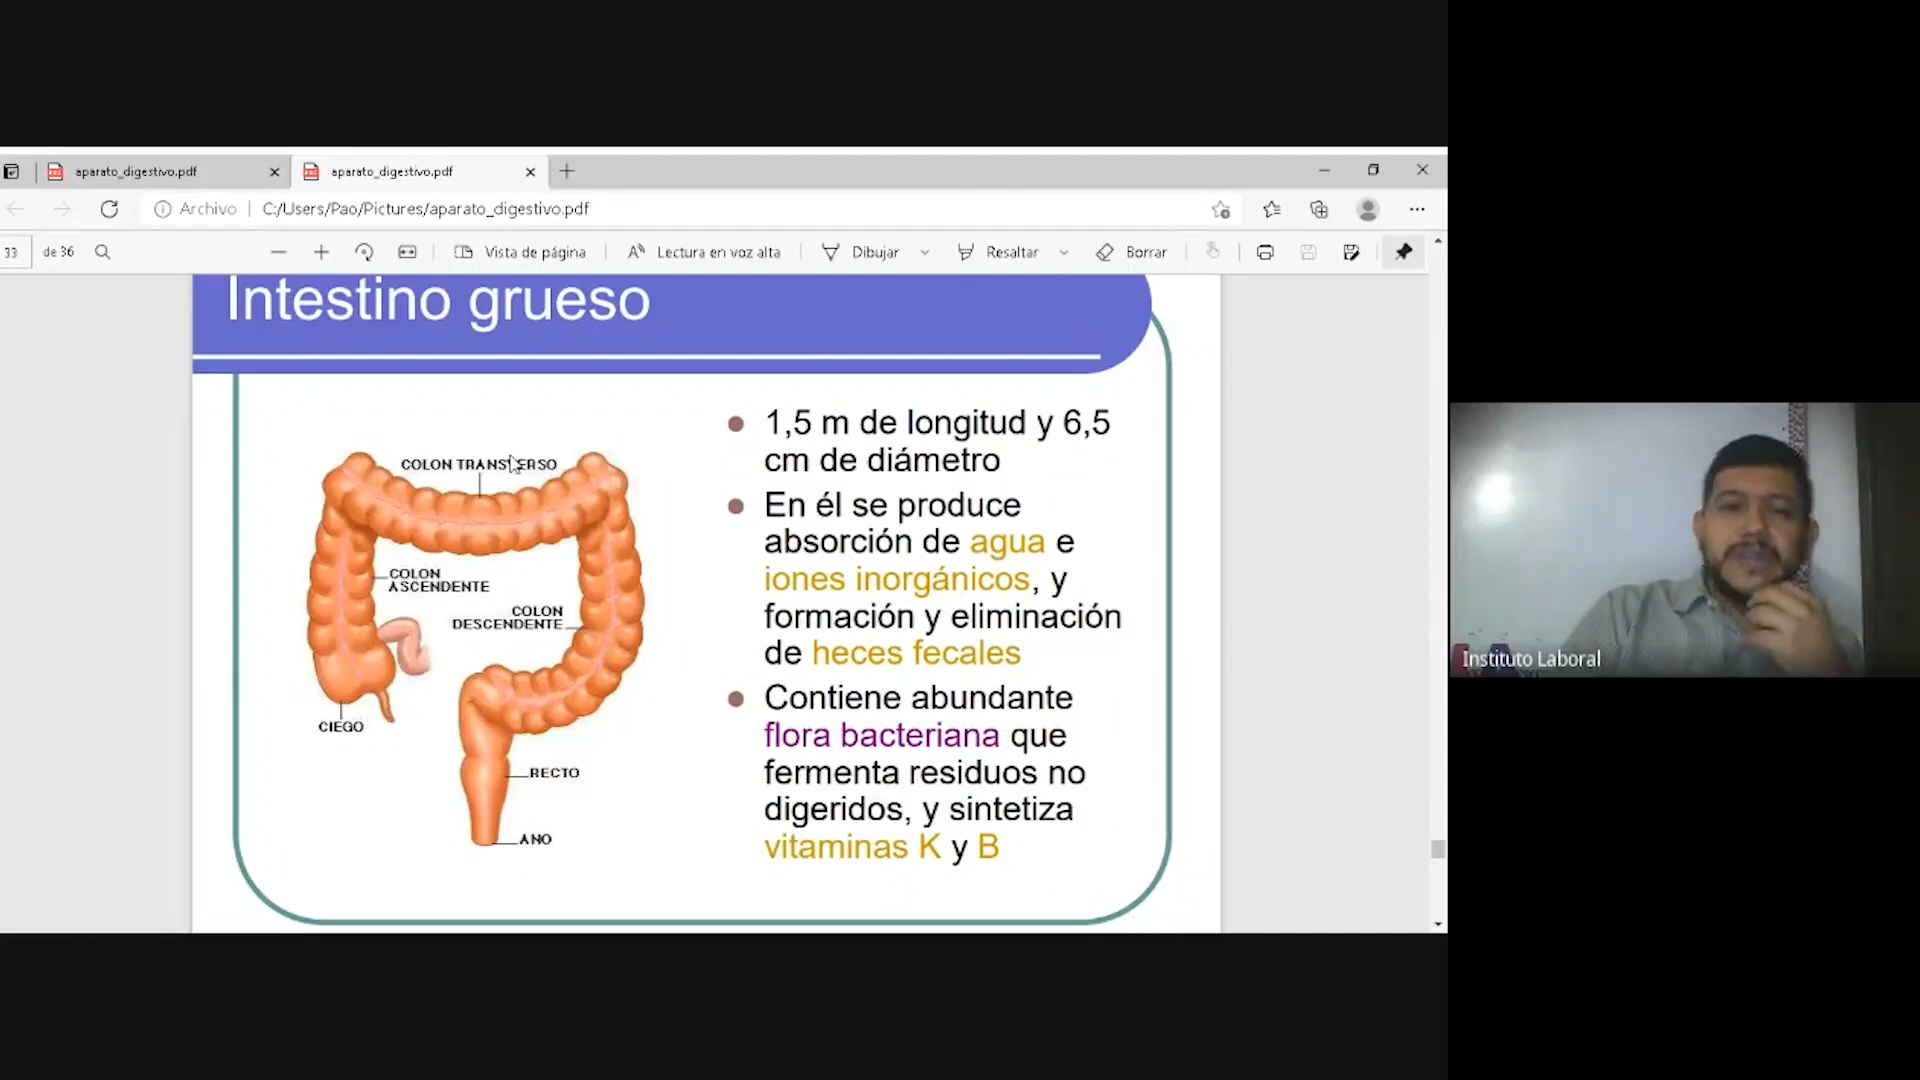 aparato_digestivo.pdf
aparato_digestivo.pdf
Archivo
C:/Users/Pao/Pictures/aparato_digestivo.pdf
33 de 36
Vista de página
Lectura en voz alta
Dibujar
Resaltar
Borrar
Intestino grueso
COLON TRANSVERSO
COLON
ASCENDENTE
COLON
DESCENDENTE
CIEGO
RECTO
ANO
1,5 m de longitud y 6,5
cm de diámetro
En él se produce
absorción de agua e
iones inorgánicos, y
formación y eliminación
de heces fecales
Contiene abundante
flora bacteriana que
fermenta residuos no
digeridos, y sintetiza
vitaminas K y B
Instituto Laboral